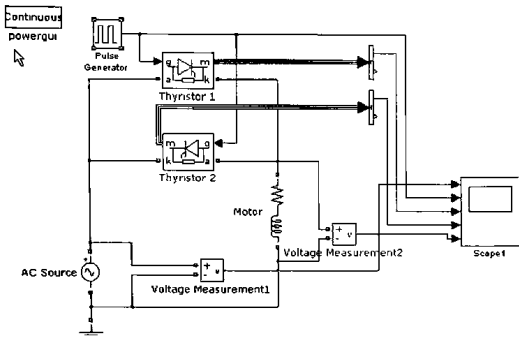 Continuous
powergui
Pulse
Generator
g m
a k
Thyristor 1
m g
k a
Thyristor 2
Motor
+
-
v
Voltage Measurement2
Scope1
AC Source
+
+
-
v
Voltage Measurement1